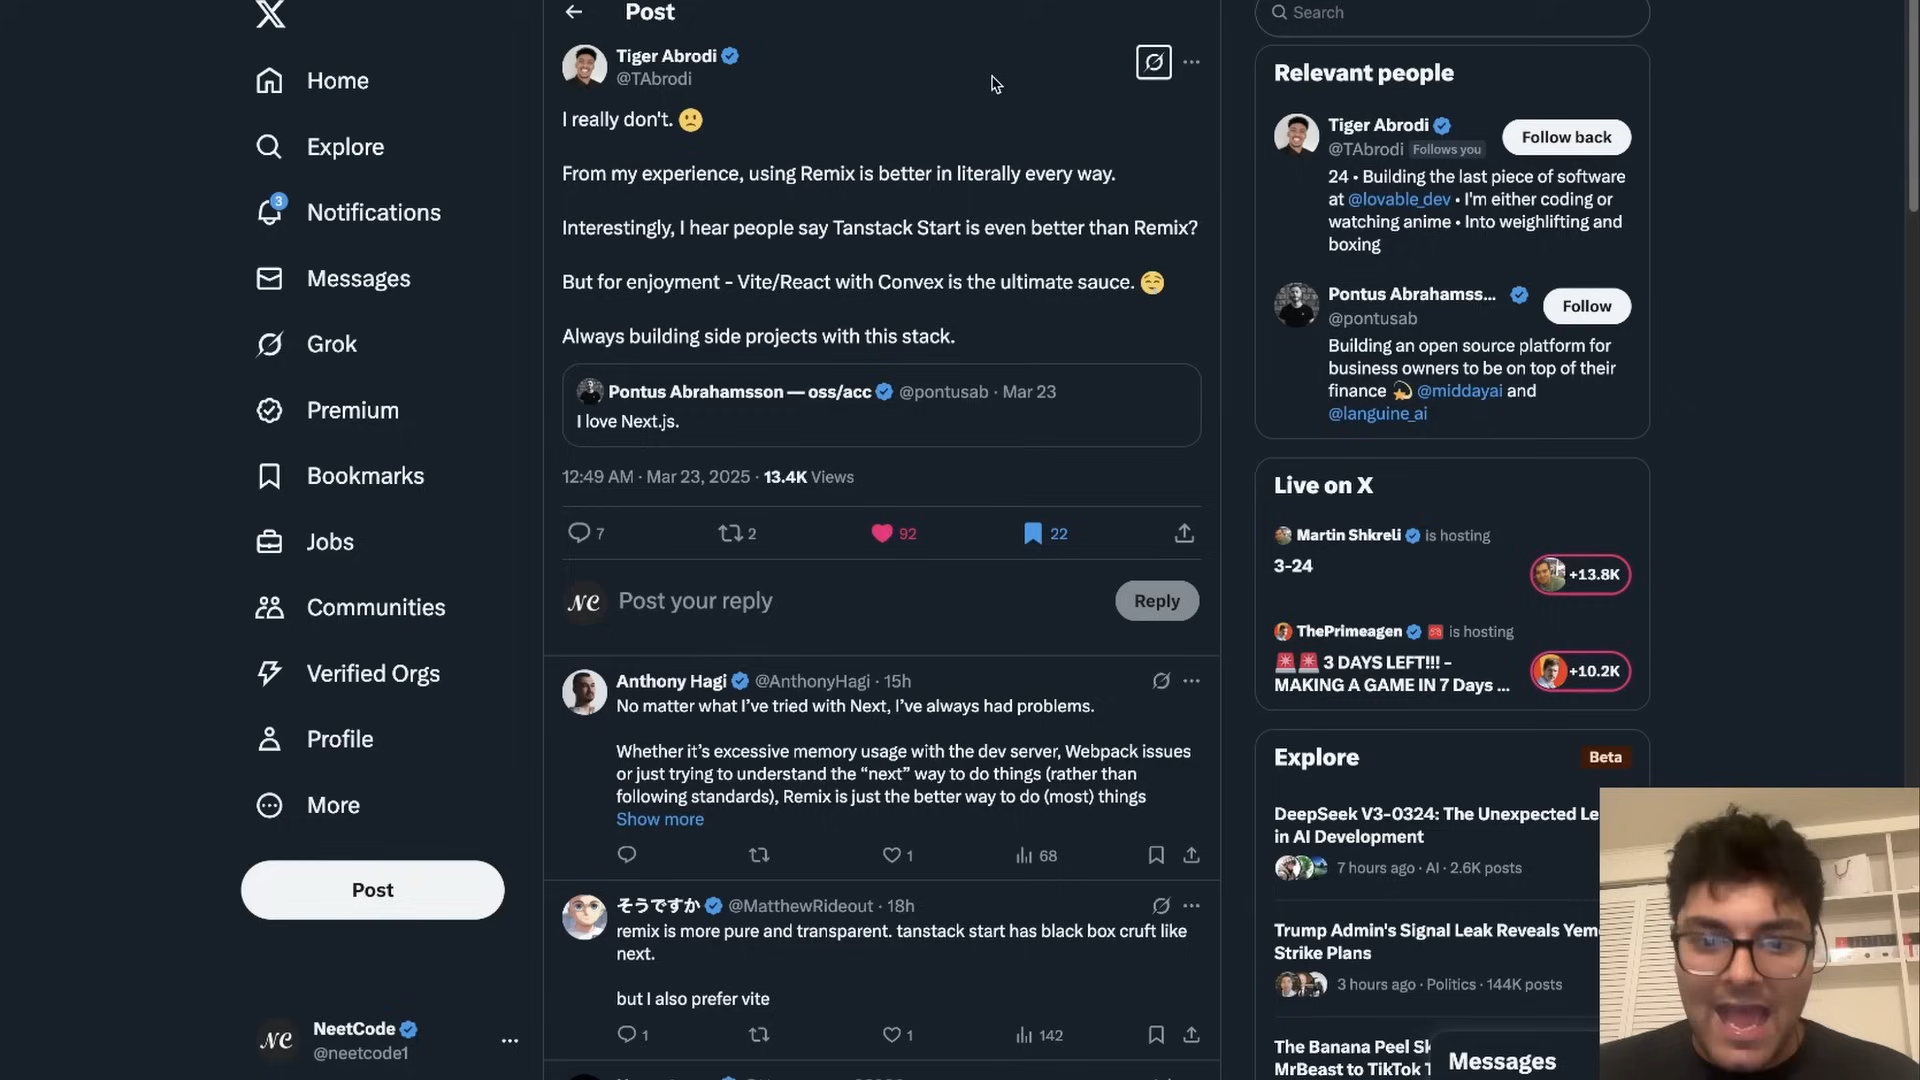 Home
Explore
3
Notifications
Messages
Grok
Premium
Bookmarks
Jobs
Communities
Verified Orgs
Profile
More
Post
NC
NeetCode
@neetcode1
Post
Tiger Abrodi
@TAbrodi
I really don't. 🙁
From my experience, using Remix is better in literally every way.
Interestingly, I hear people say Tanstack Start is even better than Remix?
But for enjoyment - Vite/React with Convex is the ultimate sauce. 😋
Always building side projects with this stack.
Pontus Abrahamsson — oss/acc @pontusab · Mar 23
I love Next.js.
12:49 AM · Mar 23, 2025 · 13.4K Views
7
2
92
22
NC
Post your reply
Reply
Anthony Hagi @AnthonyHagi · 15h
No matter what I've tried with Next, I've always had problems.
Whether it's excessive memory usage with the dev server, Webpack issues
or just trying to understand the “next” way to do things (rather than
following standards), Remix is just the better way to do (most) things
Show more
1
68
そうですか @MatthewRideout · 18h
remix is more pure and transparent. tanstack start has black box cruft like
next.
but I also prefer vite
1
1
142
Search
Relevant people
Tiger Abrodi
@TAbrodi Follows you
Follow back
24 • Building the last piece of software
at @lovable_dev • I'm either coding or
watching anime • Into weighlifting and
boxing
Pontus Abrahamss...
@pontusab
Follow
Building an open source platform for
business owners to be on top of their
finance 💫 @middayai and
@languine_ai
Live on X
Martin Shkreli is hosting
3-24
+13.8K
ThePrimeagen is hosting
🚨🚨 3 DAYS LEFT!!! -
MAKING A GAME IN 7 Days ...
+10.2K
Explore
Beta
DeepSeek V3-0324: The Unexpected Le
in AI Development
7 hours ago · AI · 2.6K posts
Trump Admin's Signal Leak Reveals Yem
Strike Plans
3 hours ago · Politics · 144K posts
The Banana Peel Sk
MrBeast to TikTok T
Messages